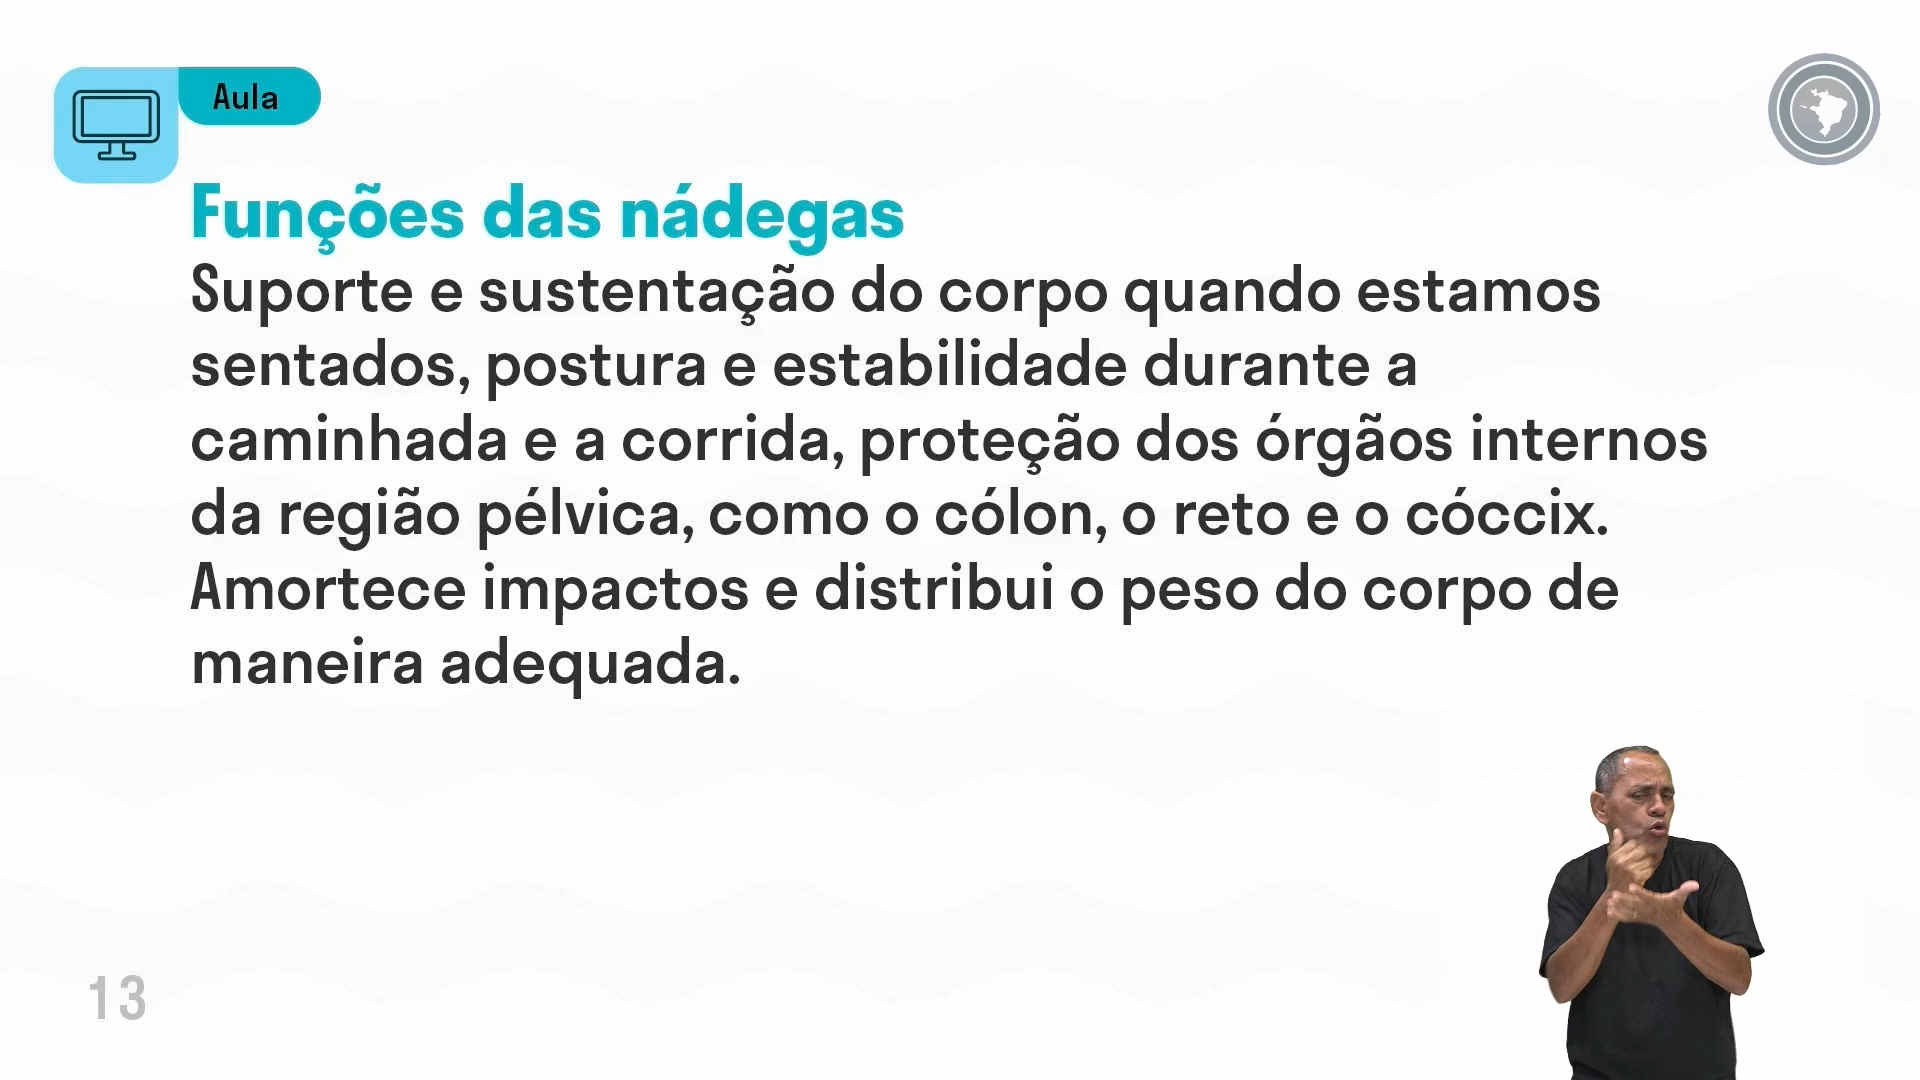 Aula
Funções das nádegas
Suporte e sustentação do corpo quando estamos
sentados, postura e estabilidade durante a
caminhada e a corrida, proteção dos órgãos internos
da região pélvica, como o cólon, o reto e o cóccix.
Amortece impactos e distribui o peso do corpo de
maneira adequada.
13